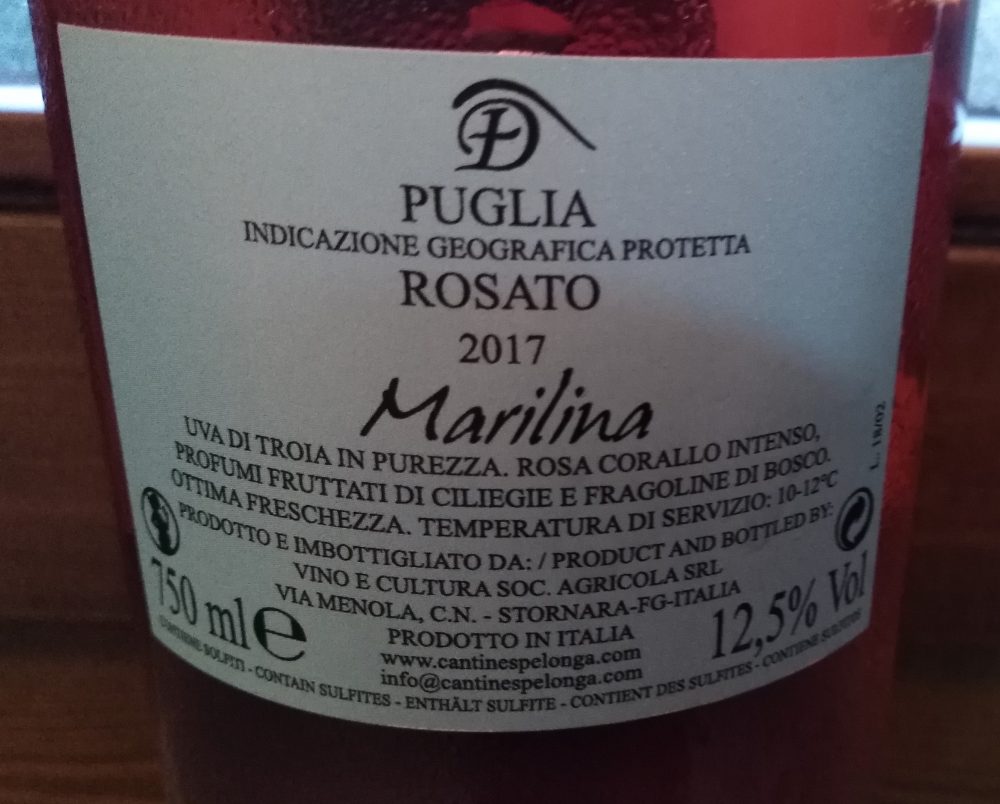 PUGLIA
INDICAZIONE GEOGRAFICA PROTETTA
ROSATO
2017
Marilina
UVA DI TROIA IN PUREZZA. ROSA CORALLO INTENSO,
PROFUMI FRUTTATI DI CILIEGIE E FRAGOLINE DI BOSCO.
OTTIMA FRESCHEZZA. TEMPERATURA DI SERVIZIO: 10-12°C
PRODOTTO E IMBOTTIGLIATO DA: / PRODUCT AND BOTTLED BY:
VINO E CULTURA SOC. AGRICOLA SRL
VIA MENOLA, C.N. - STORNARA-FG-ITALIA
PRODOTTO IN ITALIA
www.cantinespelonga.com
info@cantinespelonga.com
750 ml e
12,5% Vol
CONTIENE SOLFITI - CONTAIN SULFITES - ENTHÄLT SULFITE - CONTIENT DES SULFITES - CONTIENE SULFITOS
L. 18/02